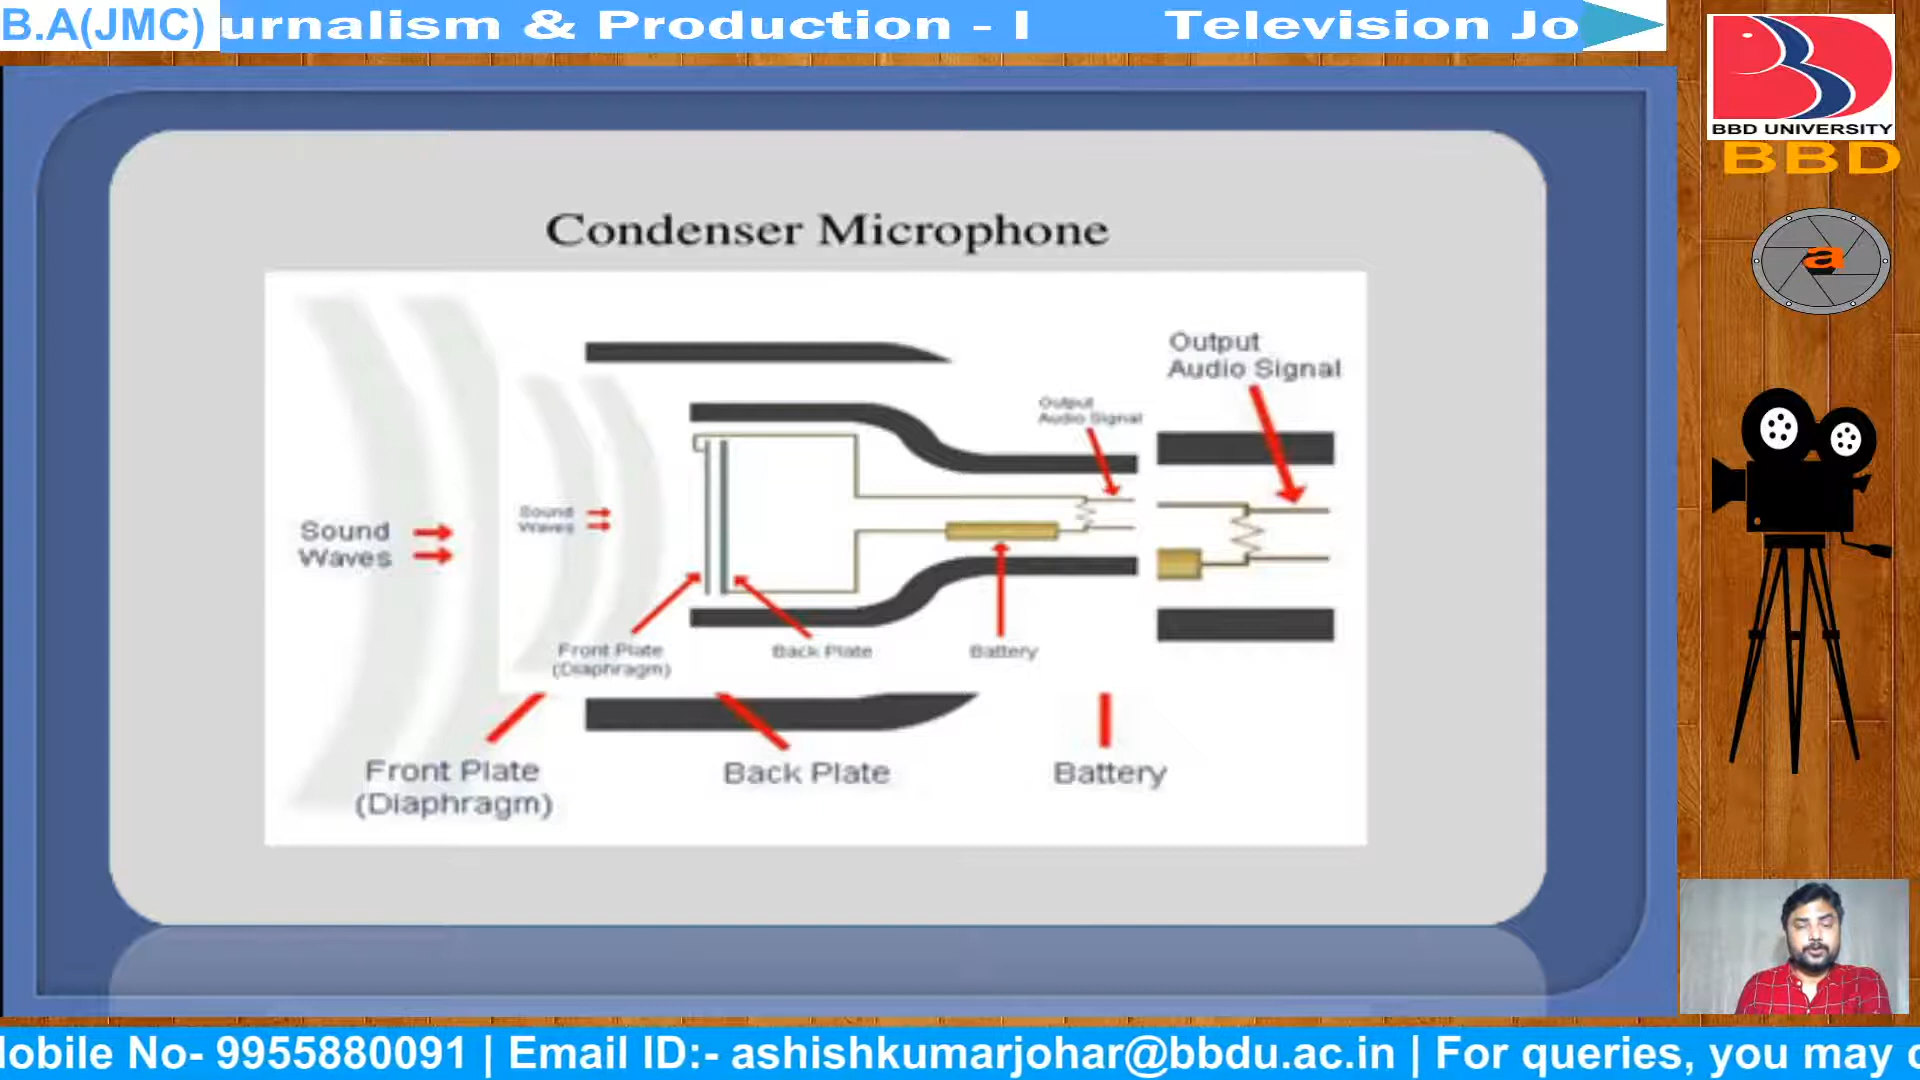 B.A(JMC) urnalism & Production - I Television Jo
BBD UNIVERSITY
BBD
a
Condenser Microphone
Output
Audio Signal
Output
Audio Signal
Sound
Waves
Sound
Waves
Front Plate
(Diaphragm)
Back Plate
Battery
Front Plate
(Diaphragm)
Back Plate
Battery
lobile No- 9955880091 | Email ID:- ashishkumarjohar@bbdu.ac.in | For queries, you may c